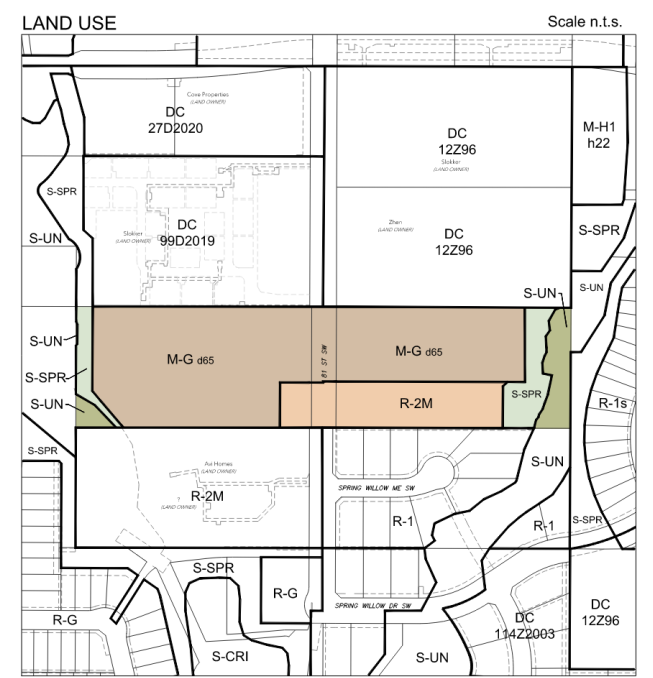 LAND USE
Scale n.t.s.
Cove Properties
(LAND OWNER)
DC
27D2020
DC
12Z96
Slokker
(LAND OWNER)
M-H1
h22
S-SPR
S-UN
Slokker
(LAND OWNER)
DC
99D2019
Zhen
(LAND OWNER)
DC
12Z96
S-SPR
S-UN
S-UN
S-UN
S-SPR
S-UN
M-G d65
81 ST SW
M-G d65
R-2M
S-SPR
R-1s
S-SPR
Avi Homes
(LAND OWNER)
R-2M
?
(LAND OWNER)
SPRING WILLOW ME SW
S-UN
R-1
R-1
S-SPR
S-SPR
R-G
R-G
SPRING WILLOW DR SW
DC
114Z2003
DC
12Z96
S-CRI
S-UN